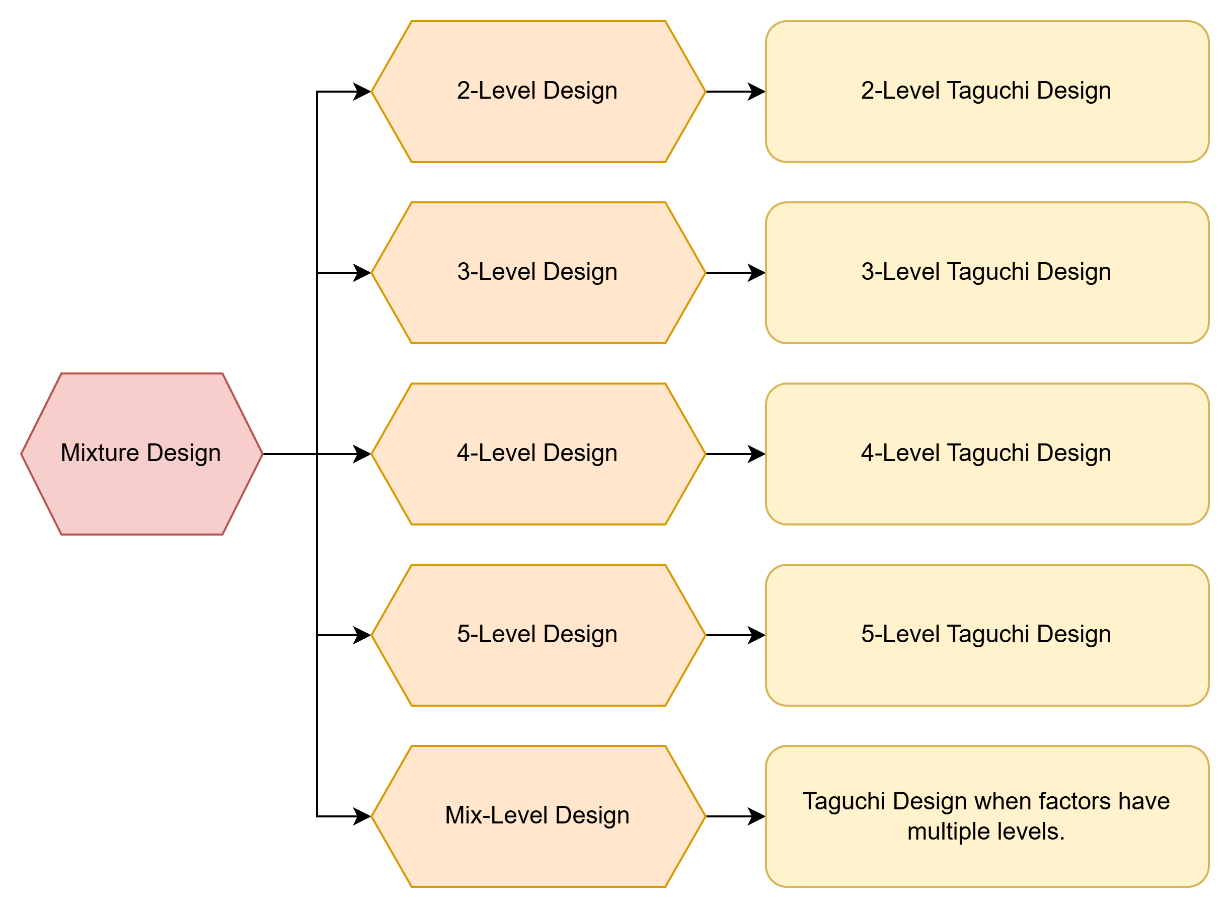 2-Level Design
2-Level Taguchi Design
3-Level Design
3-Level Taguchi Design
Mixture Design
4-Level Design
4-Level Taguchi Design
5-Level Design
5-Level Taguchi Design
Mix-Level Design
Taguchi Design when factors have
multiple levels.